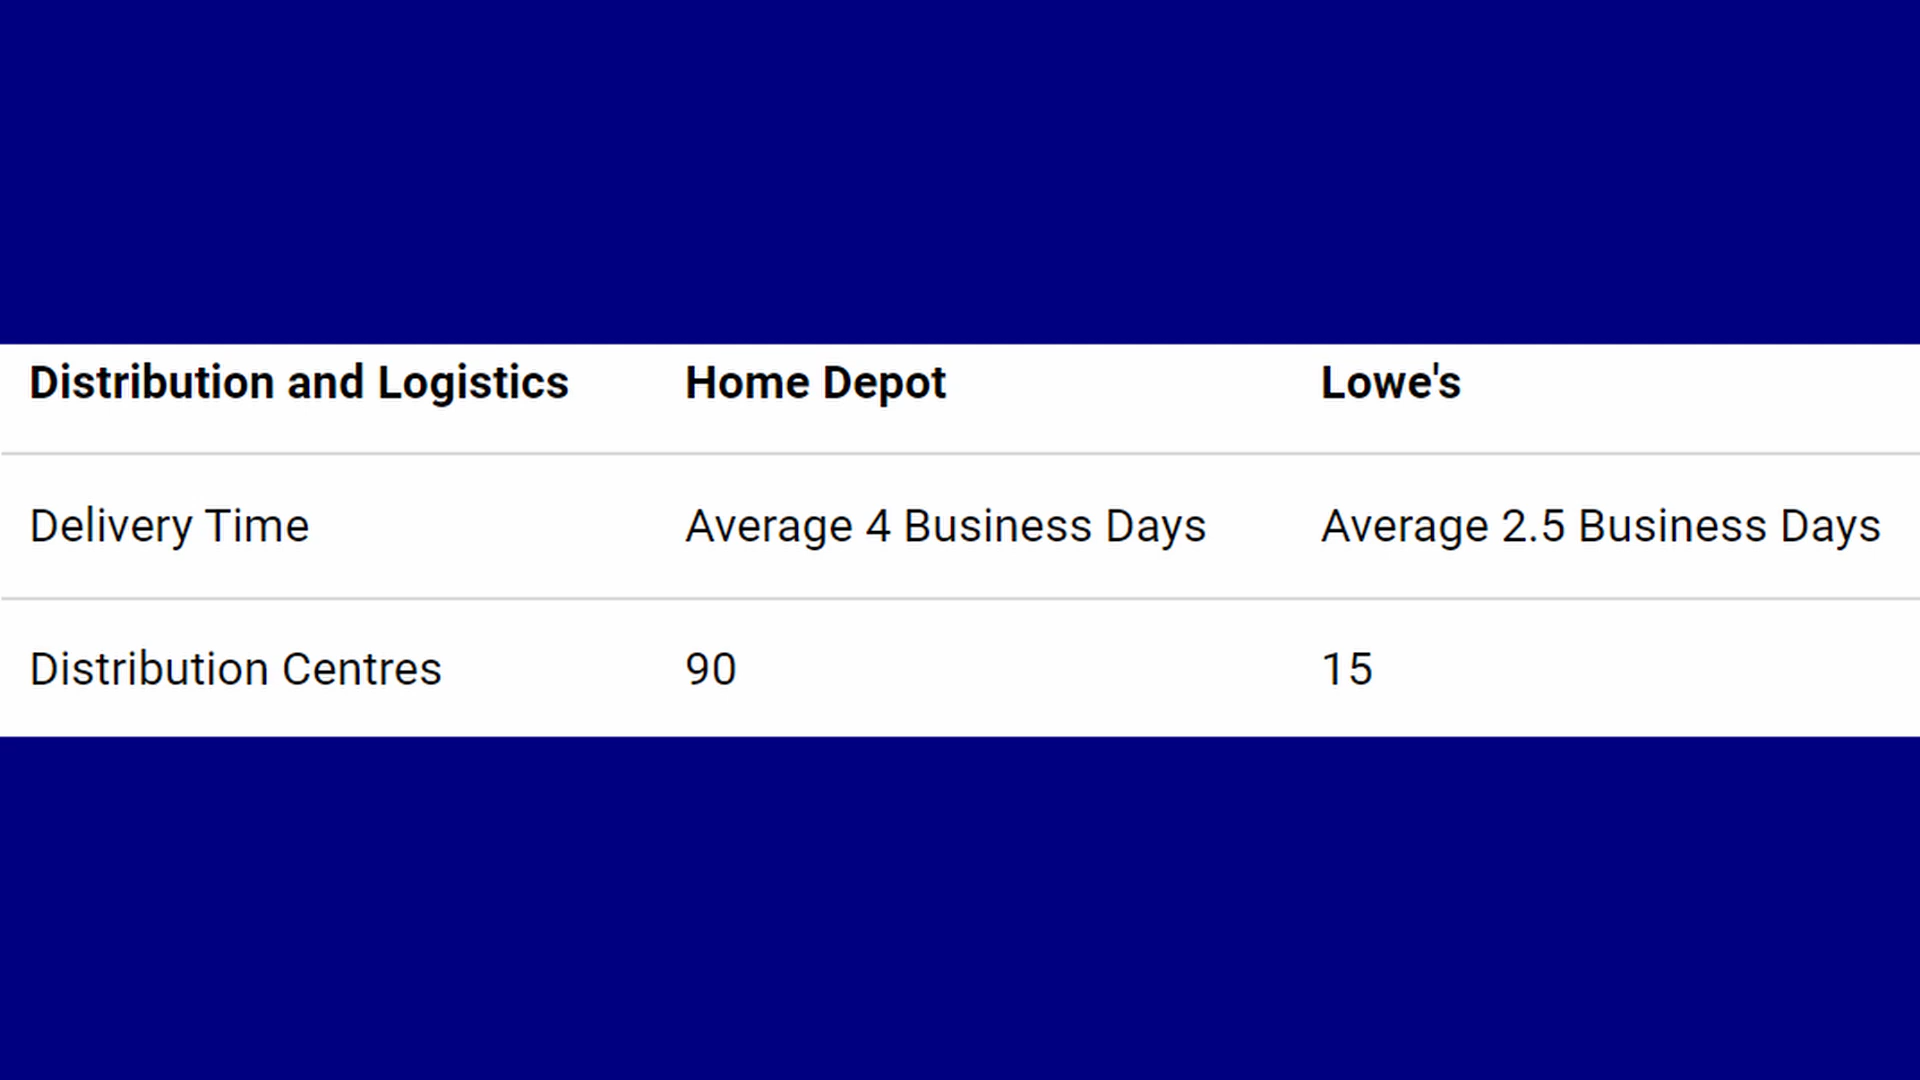 Distribution and Logistics Home Depot Lowe's
Delivery Time Average 4 Business Days Average 2.5 Business Days
Distribution Centres 90 15